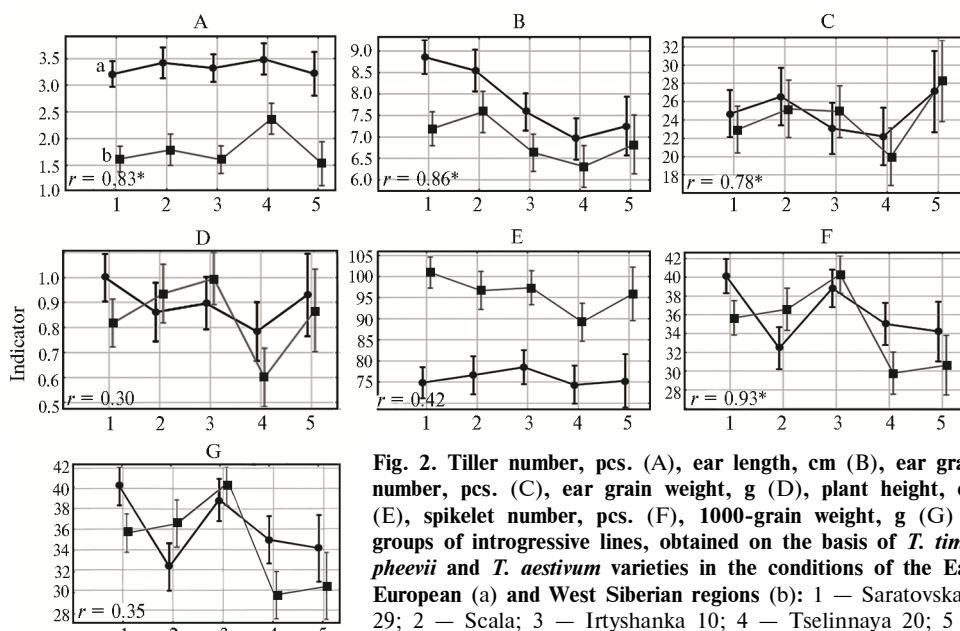 A
B
C
3.5
3.0
2.5
2.0
1.5
1.0
a
b
r = 0.83*
1 2 3 4 5
9.0
8.5
8.0
7.5
7.0
6.5
6.0
r = 0.86*
1 2 3 4 5
32
30
28
26
24
22
20
18
16
r = 0.78*
1 2 3 4 5
D
E
F
Indicator
1.0
0.9
0.8
0.7
0.6
0.5
r = 0.30
1 2 3 4 5
105
100
95
90
85
80
75
r = 0.42
1 2 3 4 5
42
40
38
36
34
32
30
28
r = 0.93*
1 2 3 4 5
G
42
40
38
36
34
32
30
28
r = 0.35
1 2 3 4 5
Fig. 2. Tiller number, pcs. (A), ear length, cm (B), ear gra
number, pcs. (C), ear grain weight, g (D), plant height,
(E), spikelet number, pcs. (F), 1000-grain weight, g (G)
groups of introgressive lines, obtained on the basis of T. tim
pheevii and T. aestivum varieties in the conditions of the Ea
European (a) and West Siberian regions (b): 1 — Saratovska
29; 2 — Scala; 3 — Irtyshanka 10; 4 — Tselinnaya 20; 5